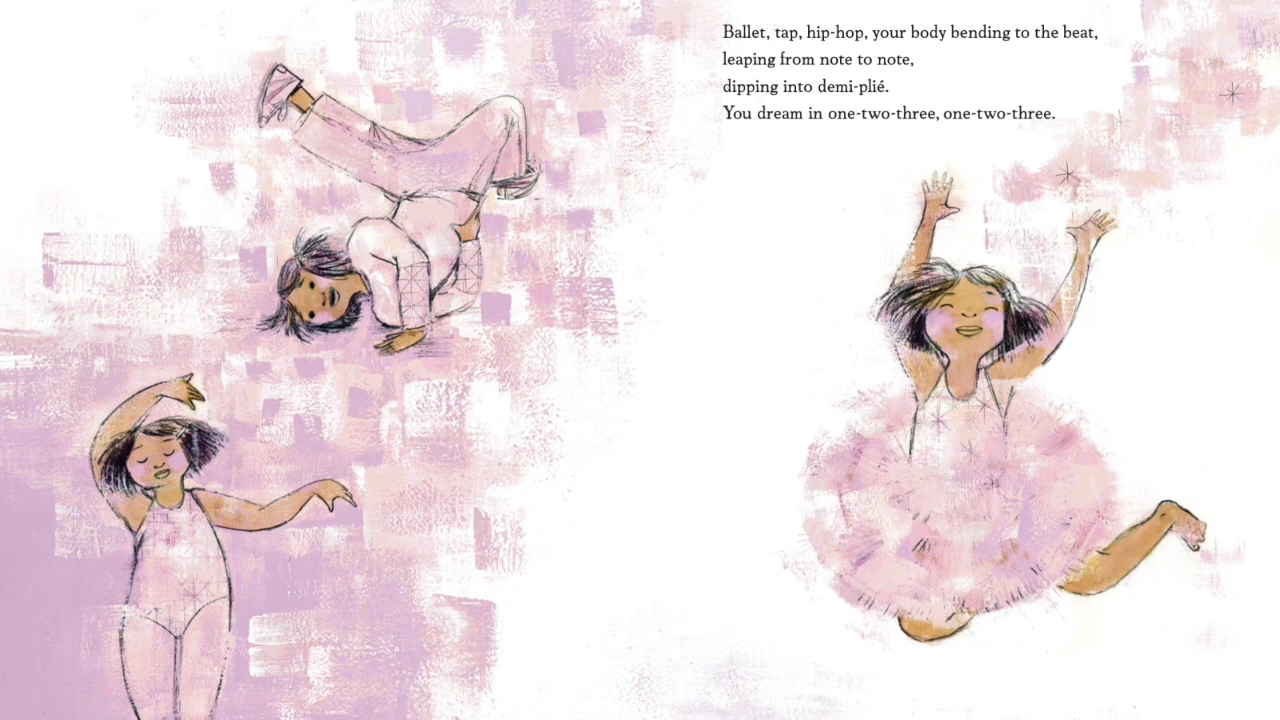 Ballet, tap, hip-hop, your body bending to the beat,
leaping from note to note,
dipping into demi-plié.
You dream in one-two-three, one-two-three.